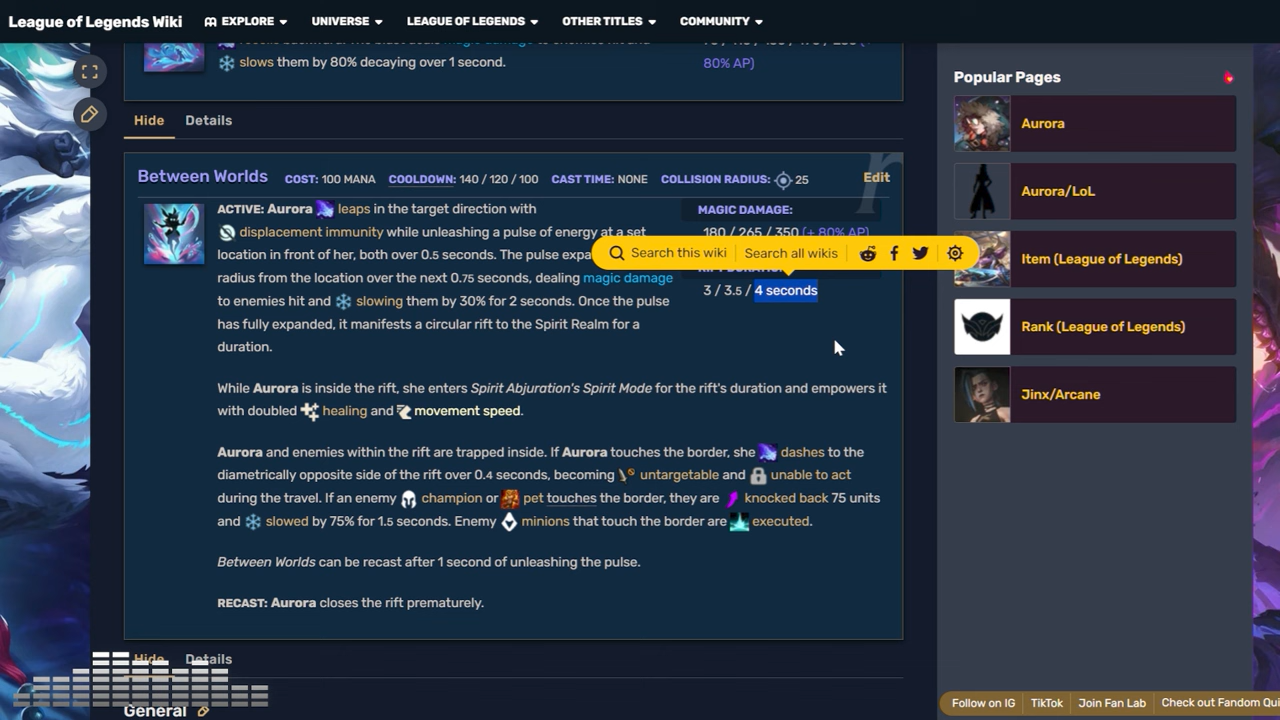 League of Legends Wiki
EXPLORE
UNIVERSE
LEAGUE OF LEGENDS
OTHER TITLES
COMMUNITY
slows them by 80% decaying over 1 second.
80% AP)
Hide Details
Between Worlds
COST: 100 MANA
COOLDOWN: 140 / 120 / 100
CAST TIME: NONE
COLLISION RADIUS: 25
Edit
ACTIVE: Aurora leaps in the target direction with
displacement immunity while unleashing a pulse of energy at a set
location in front of her, both over 0.5 seconds. The pulse expa
radius from the location over the next 0.75 seconds, dealing magic damage
to enemies hit and slowing them by 30% for 2 seconds. Once the pulse
has fully expanded, it manifests a circular rift to the Spirit Realm for a
duration.
MAGIC DAMAGE:
180 / 265 / 350 (+ 80% AP)
Search this wiki
Search all wikis
3 / 3.5 / 4 seconds
While Aurora is inside the rift, she enters Spirit Abjuration's Spirit Mode for the rift's duration and empowers it
with doubled healing and movement speed.
Aurora and enemies within the rift are trapped inside. If Aurora touches the border, she dashes to the
diametrically opposite side of the rift over 0.4 seconds, becoming untargetable and unable to act
during the travel. If an enemy champion or pet touches the border, they are knocked back 75 units
and slowed by 75% for 1.5 seconds. Enemy minions that touch the border are executed.
Between Worlds can be recast after 1 second of unleashing the pulse.
RECAST: Aurora closes the rift prematurely.
Hide Details
General
Popular Pages
Aurora
Aurora/LoL
Item (League of Legends)
Rank (League of Legends)
Jinx/Arcane
Follow on IG
TikTok
Join Fan Lab
Check out Fandom Qui